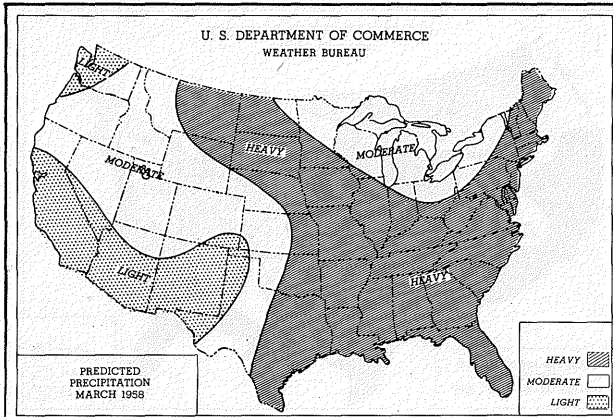 U. S. DEPARTMENT OF COMMERCE
WEATHER BUREAU
LIGHT
HEAVY
MODERATE
MODERATE
LIGHT
HEAVY
PREDICTED
PRECIPITATION
MARCH 1958
HEAVY
MODERATE
LIGHT